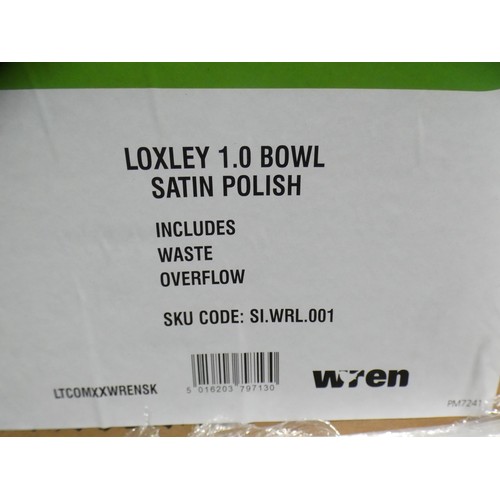 LOXLEY 1.0 BOWL
SATIN POLISH
INCLUDES
WASTE
OVERFLOW
SKU CODE: SI.WRL.001
5 016203 797130
LTCOMXXWRENSK
wren
PM7241